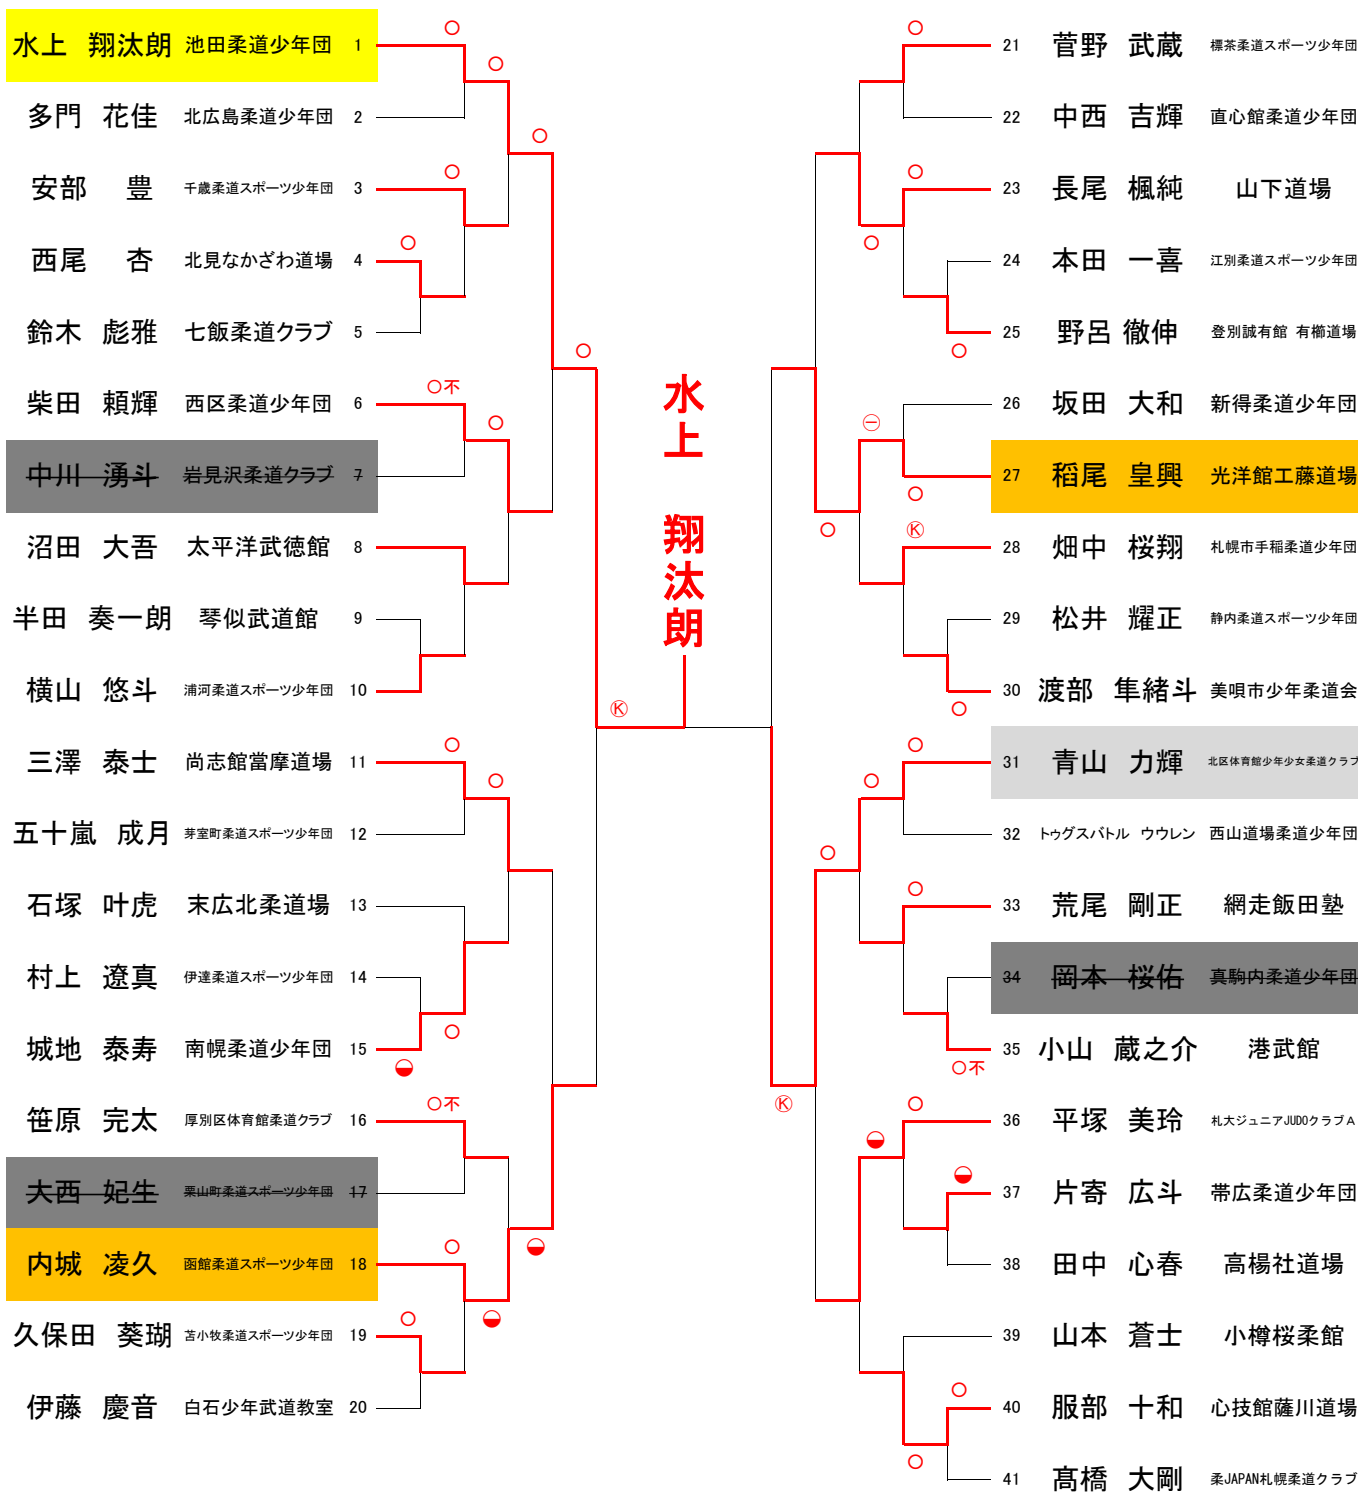 水上 翔汰朗 池田柔道少年団 1
多門 花佳 北広島柔道少年団 2
安部 豊 千歳柔道スポーツ少年団 3
西尾 杏 北見なかざわ道場 4
鈴木 彪雅 七飯柔道クラブ 5
柴田 頼輝 西区柔道少年団 6
○不
中川 湧斗 岩見沢柔道クラブ 7
沼田 大吾 太平洋武徳館 8
半田 奏一朗 琴似武道館 9
横山 悠斗 浦河柔道スポーツ少年団 10
三澤 泰士 尚志館當摩道場 11
五十嵐 成月 芽室町柔道スポーツ少年団 12
石塚 叶虎 末広北柔道場 13
村上 遼真 伊達柔道スポーツ少年団 14
城地 泰寿 南幌柔道少年団 15
笹原 完太 厚別区体育館柔道クラブ 16
○不
大西 妃生 栗山町柔道スポーツ少年団 17
内城 凌久 函館柔道スポーツ少年団 18
久保田 葵瑚 苫小牧柔道スポーツ少年団 19
伊藤 慶音 白石少年武道教室 20
水上 翔汰朗
Ⓚ
21 菅野 武蔵 標茶柔道スポーツ少年団
22 中西 吉輝 直心館柔道少年団
23 長尾 楓純 山下道場
24 本田 一喜 江別柔道スポーツ少年団
25 野呂 徹伸 登別誠有館 有櫛道場
26 坂田 大和 新得柔道少年団
㊀
27 稲尾 皇興 光洋館工藤道場
Ⓚ
28 畑中 桜翔 札幌市手稲柔道少年団
29 松井 耀正 静内柔道スポーツ少年団
30 渡部 隼緒斗 美唄市少年柔道会
31 青山 力輝 北区体育館少年少女柔道クラブ
32 トゥグスバトル ウウレン 西山道場柔道少年団
33 荒尾 剛正 網走飯田塾
34 岡本 桜佑 真駒内柔道少年団
35 小山 蔵之介 港武館
○不
Ⓚ
36 平塚 美玲 札大ジュニアJUDOクラブA
37 片寄 広斗 帯広柔道少年団
38 田中 心春 高楊社道場
39 山本 蒼士 小樽桜柔館
40 服部 十和 心技館薩川道場
41 髙橋 大剛 柔JAPAN札幌柔道クラブ